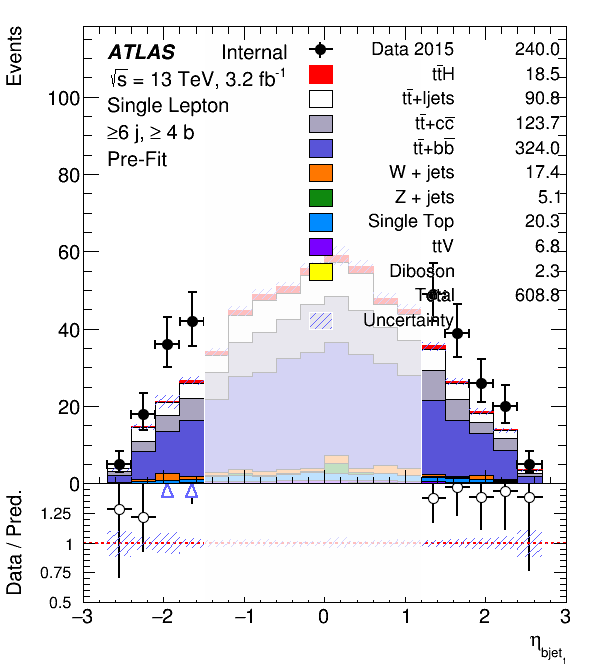 Events
ATLAS Internal
√s = 13 TeV, 3.2 fb⁻¹
Single Lepton
≥6 j, ≥ 4 b
Pre-Fit
Data 2015 240.0
tt̄H 18.5
tt̄+ljets 90.8
tt̄+cc̄ 123.7
tt̄+bb̄ 324.0
W + jets 17.4
Z + jets 5.1
Single Top 20.3
ttV 6.8
Diboson 2.3
Total 608.8
Uncertainty
100
80
60
40
20
0
Data / Pred.
1.25
1
0.75
0.5
−3 −2 −1 0 1 2 3
η_bjet₁